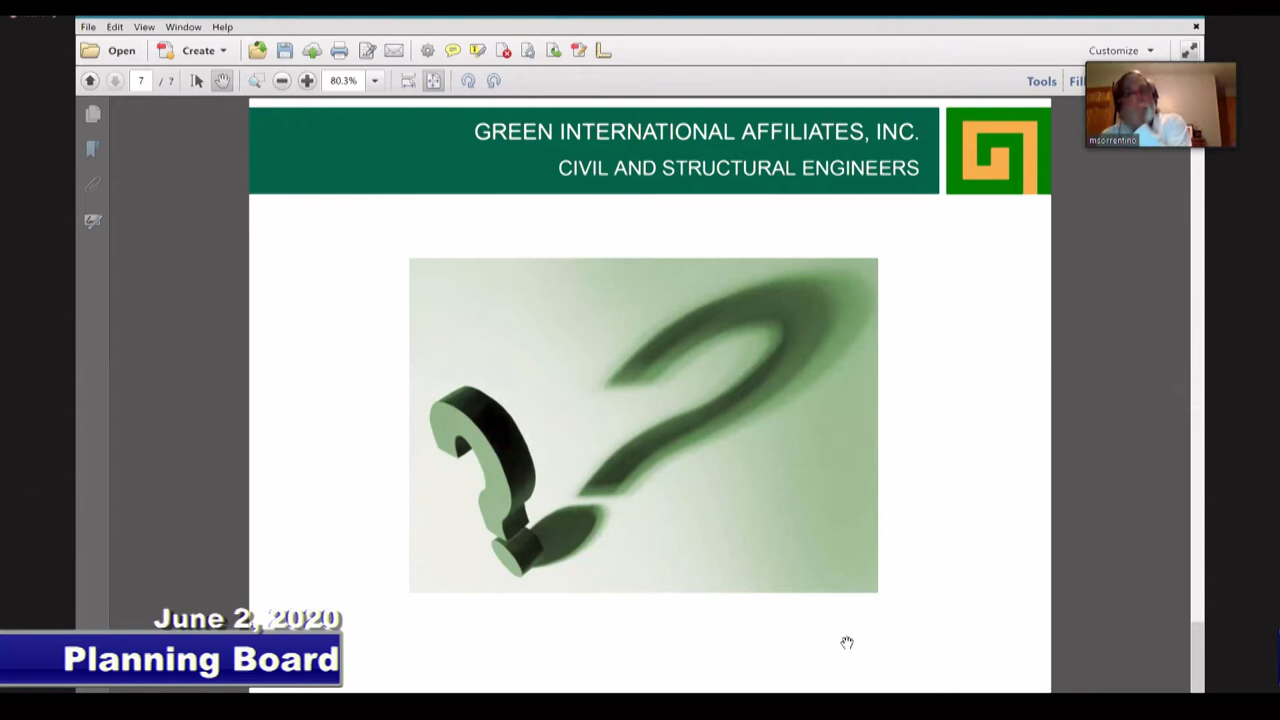 File Edit View Window Help
Open Create Customize
7 / 7 80.3% Tools Fill
msorrentino
GREEN INTERNATIONAL AFFILIATES, INC.
CIVIL AND STRUCTURAL ENGINEERS
June 2, 2020
Planning Board